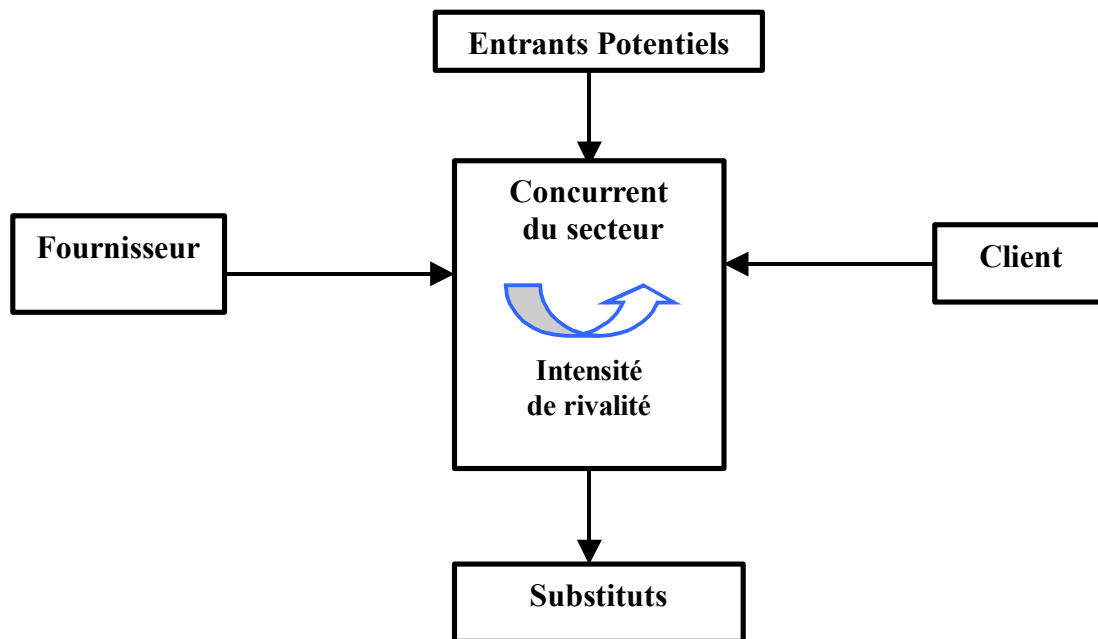 Entrants Potentiels
Concurrent
du secteur
Fournisseur
Client
Intensité
de rivalité
Substituts